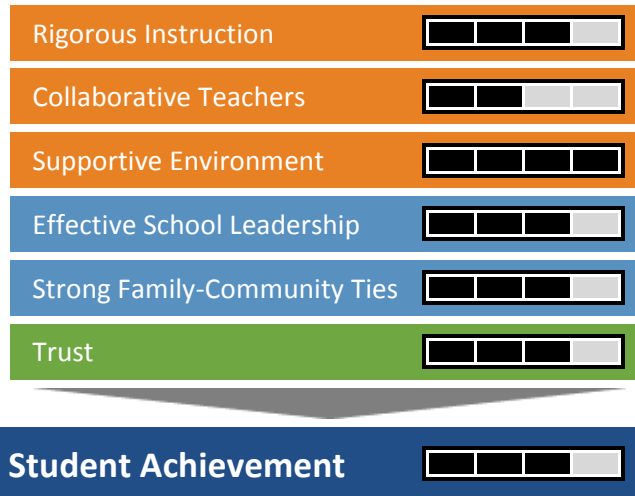 Rigorous Instruction
Collaborative Teachers
Supportive Environment
Effective School Leadership
Strong Family-Community Ties
Trust
Student Achievement